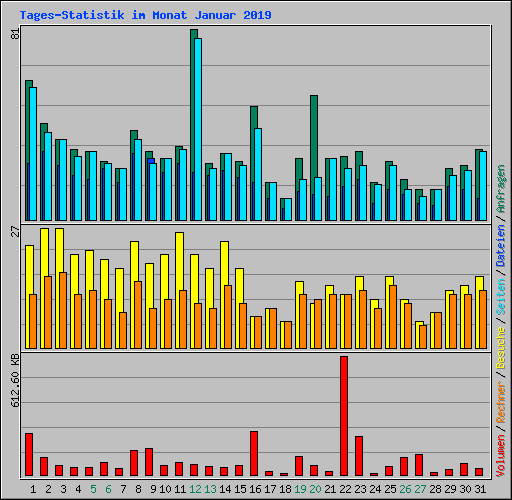 Tages-Statistik im Monat Januar 2019
81
27
612.60 KB
Volumen / Rechner / Besuche / Seiten / Dateien / Anfragen
1 2 3 4 5 6 7 8 9 10 11 12 13 14 15 16 17 18 19 20 21 22 23 24 25 26 27 28 29 30 31